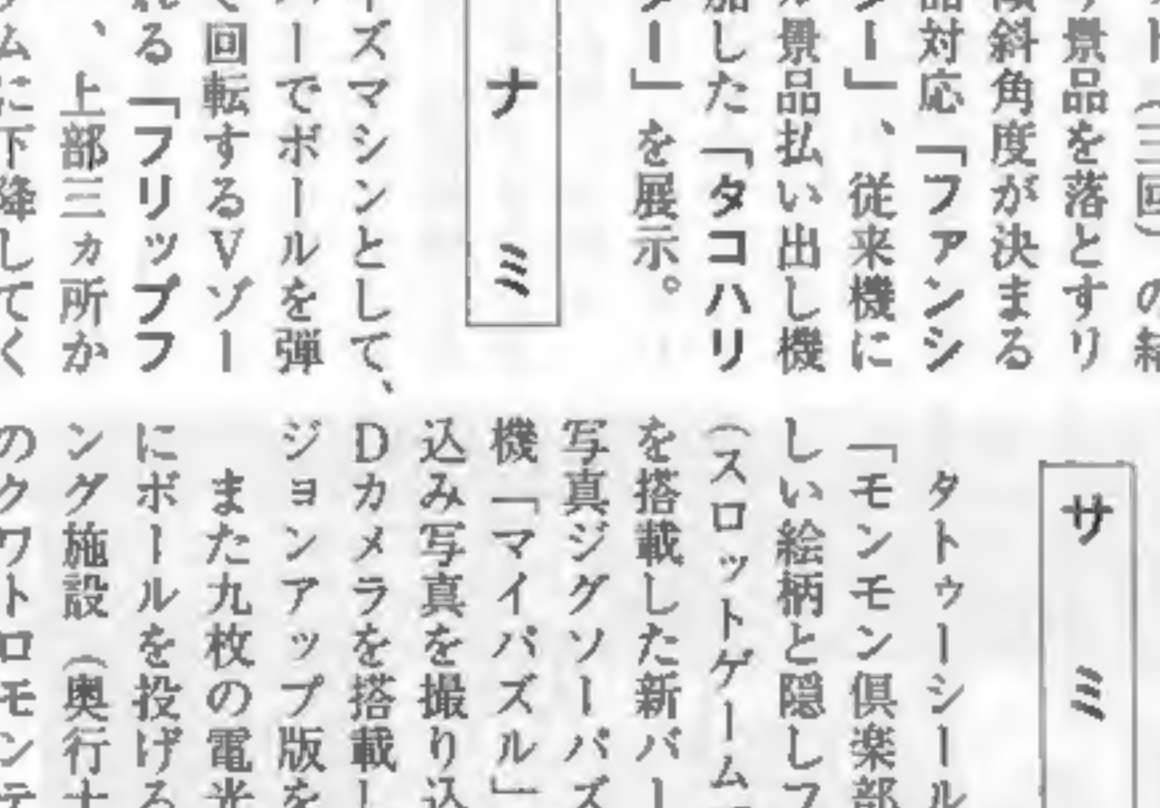 ト（三回）の結
景品を落とすリ
傾斜角度が決まる
品対応「ファンシ
ー」、従来機に
ル景品払い出し機
加した「タコハリ
ー」を展示。
ナミ
イズマシンとして、
ーでボールを弾
く回転するVゾー
れる「フリップフ
、上部三ヵ所か
ムに下降してく
サミ
タトゥーシール
「モンモン倶楽部
しい絵柄と隠しフ
（スロットゲーム
を搭載した新バー
写真ジグソーパズ
機「マイパズル」
込み写真を撮り込
Dカメラを搭載し
ジョンアップ版を
また九枚の電光
にボールを投げる
ング施設（奥行十
のクワトロモンテ